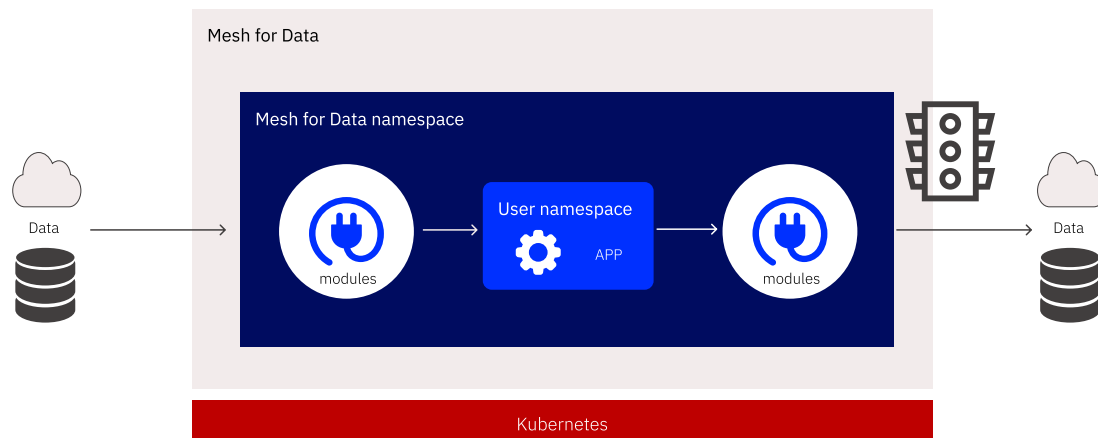 Mesh for Data
Mesh for Data namespace
Data
modules
User namespace
APP
modules
Data
Kubernetes